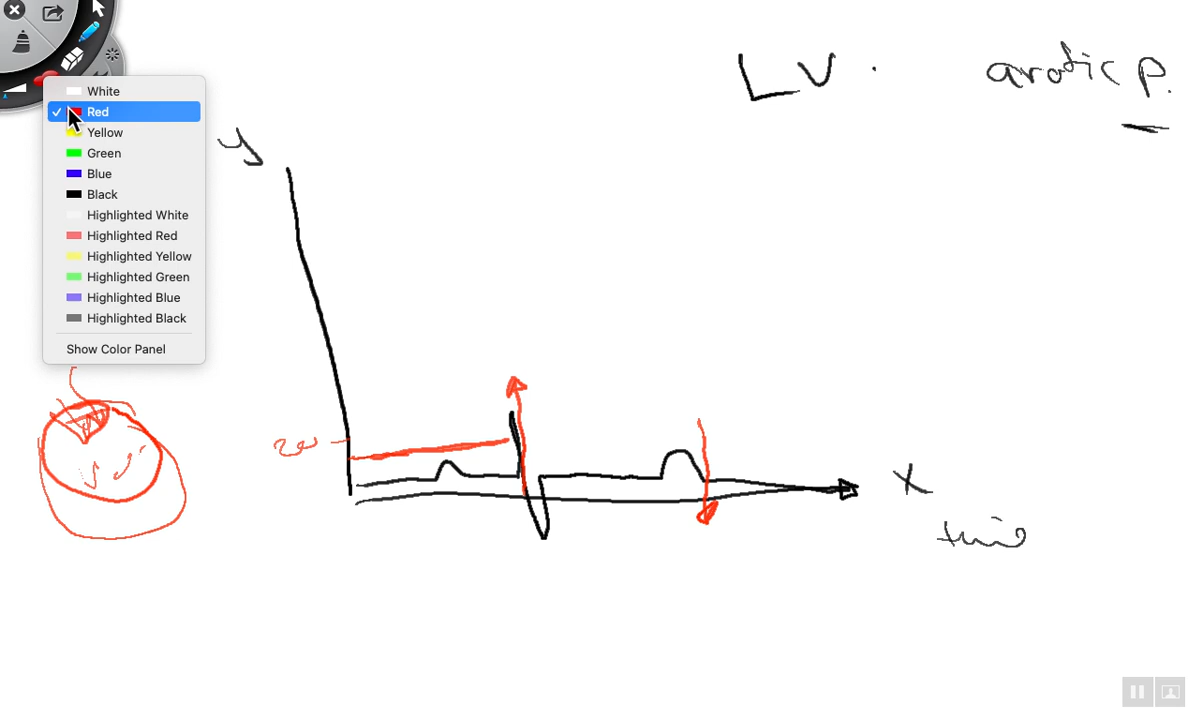 White
✓ Red
Yellow
Green
Blue
Black
Highlighted White
Highlighted Red
Highlighted Yellow
Highlighted Green
Highlighted Blue
Highlighted Black
Show Color Panel
LV.
arotic p.
y
x